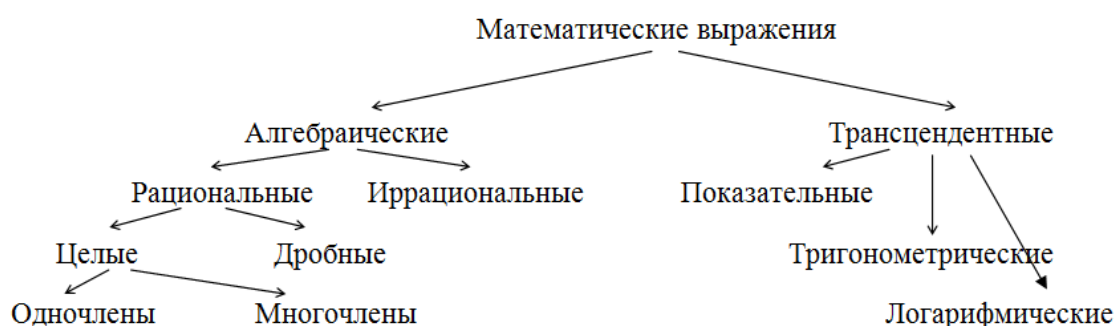 Математические выражения
Алгебраические Трансцендентные
Рациональные Иррациональные Показательные
Целые Дробные Тригонометрические
Одночлены Многочлены Логарифмические